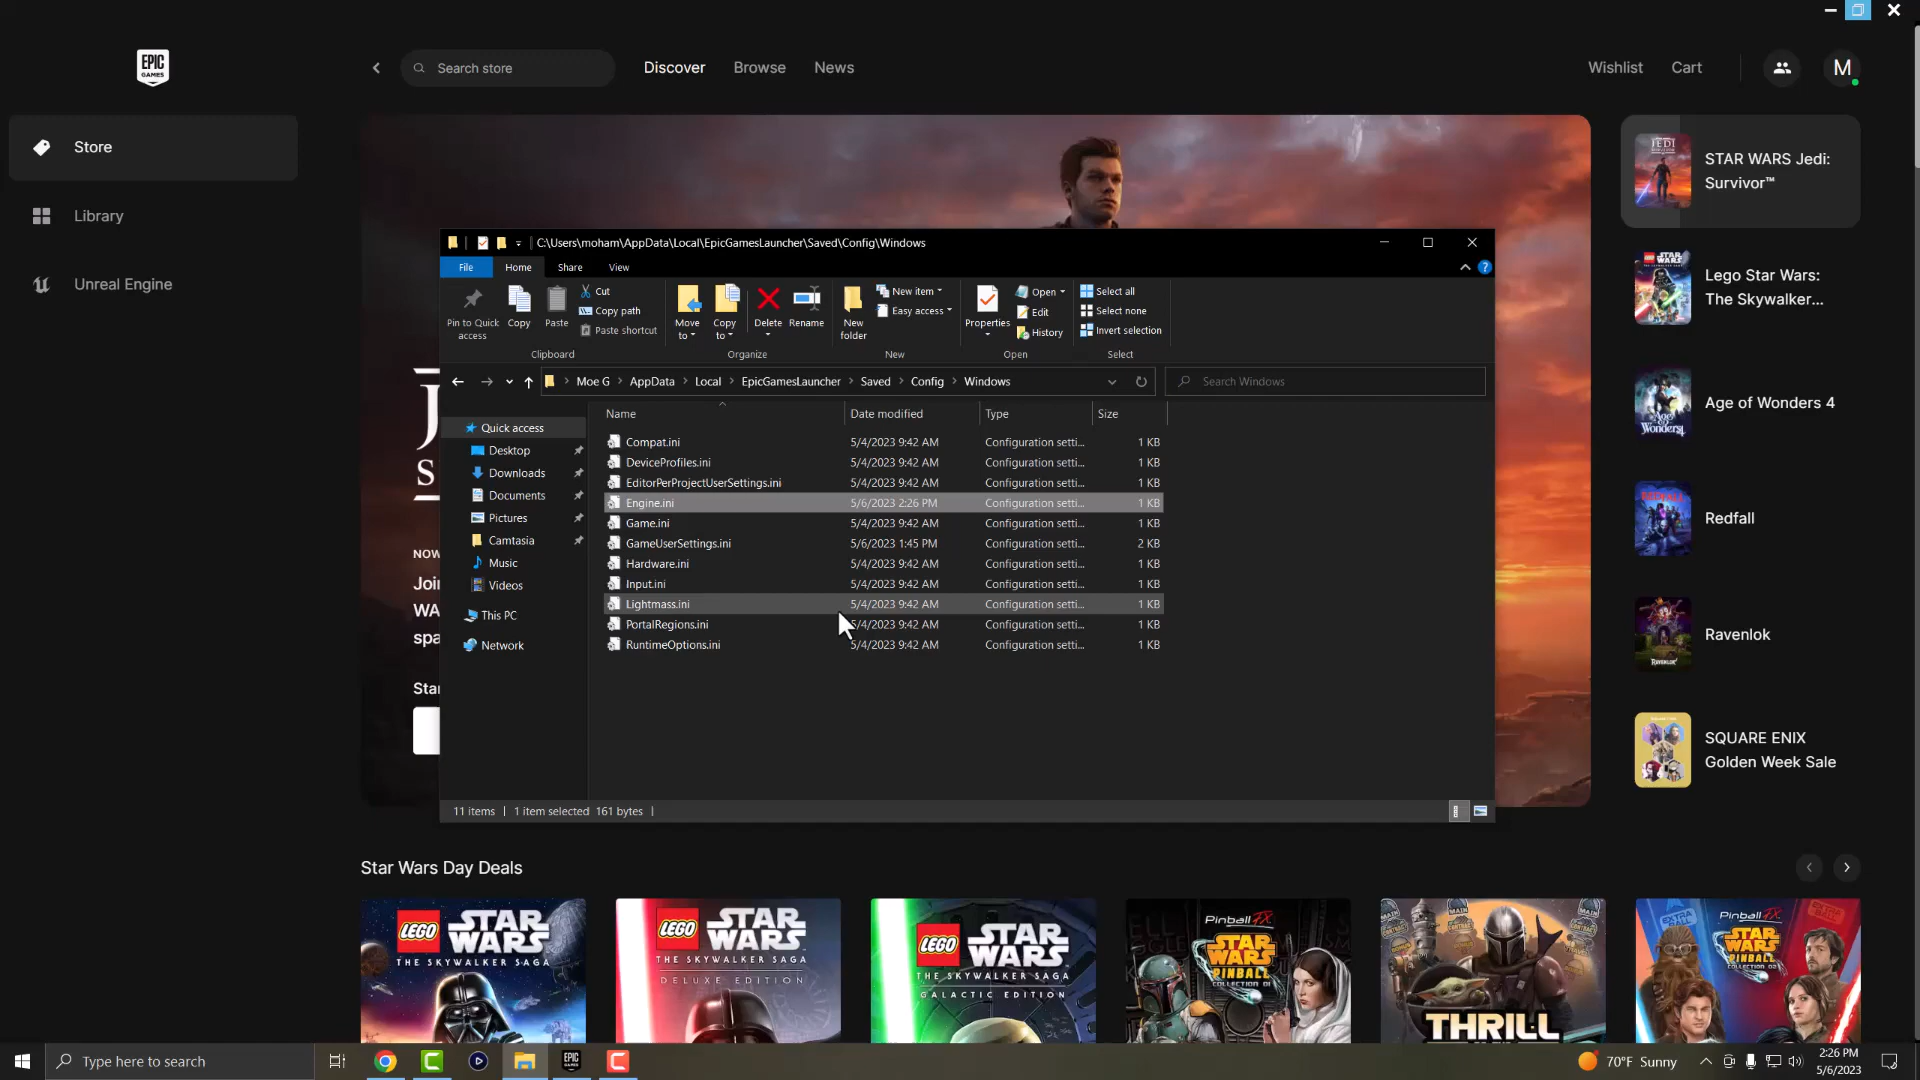 EPIC
GAMES
Search store
Discover
Browse
News
Wishlist
Cart
M
Store
Library
Unreal Engine
STAR WARS Jedi:
Survivor™
Lego Star Wars:
The Skywalker...
Age of Wonders 4
Redfall
Ravenlok
SQUARE ENIX
Golden Week Sale
C:\Users\moham\AppData\Local\EpicGamesLauncher\Saved\Config\Windows
File
Home
Share
View
Pin to Quick
access
Copy
Paste
Cut
Copy path
Paste shortcut
Clipboard
Move
to
Copy
to
Delete
Rename
Organize
New
folder
New item
Easy access
New
Properties
Open
Edit
History
Open
Select all
Select none
Invert selection
Select
Moe G > AppData > Local > EpicGamesLauncher > Saved > Config > Windows
Search Windows
Quick access
Desktop
Downloads
Documents
Pictures
Camtasia
Music
Videos
This PC
Network
Name Date modified Type Size
Compat.ini 5/4/2023 9:42 AM Configuration setti... 1 KB
DeviceProfiles.ini 5/4/2023 9:42 AM Configuration setti... 1 KB
EditorPerProjectUserSettings.ini 5/4/2023 9:42 AM Configuration setti... 1 KB
Engine.ini 5/6/2023 2:26 PM Configuration setti... 1 KB
Game.ini 5/4/2023 9:42 AM Configuration setti... 1 KB
GameUserSettings.ini 5/6/2023 1:45 PM Configuration setti... 2 KB
Hardware.ini 5/4/2023 9:42 AM Configuration setti... 1 KB
Input.ini 5/4/2023 9:42 AM Configuration setti... 1 KB
Lightmass.ini 5/4/2023 9:42 AM Configuration setti... 1 KB
PortalRegions.ini 5/4/2023 9:42 AM Configuration setti... 1 KB
RuntimeOptions.ini 5/4/2023 9:42 AM Configuration setti... 1 KB
11 items | 1 item selected 161 bytes |
J
S
NOW
Joi
WA
spa
Star
Star Wars Day Deals
LEGO STAR WARS
THE SKYWALKER SAGA
LEGO STAR WARS
THE SKYWALKER SAGA
DELUXE EDITION
LEGO STAR WARS
THE SKYWALKER SAGA
GALACTIC EDITION
Pinball FX
STAR WARS
PINBALL
COLLECTION 01
THRILL
Pinball FX
STAR WARS
PINBALL
COLLECTION 02
Type here to search
70°F Sunny
2:26 PM
5/6/2023